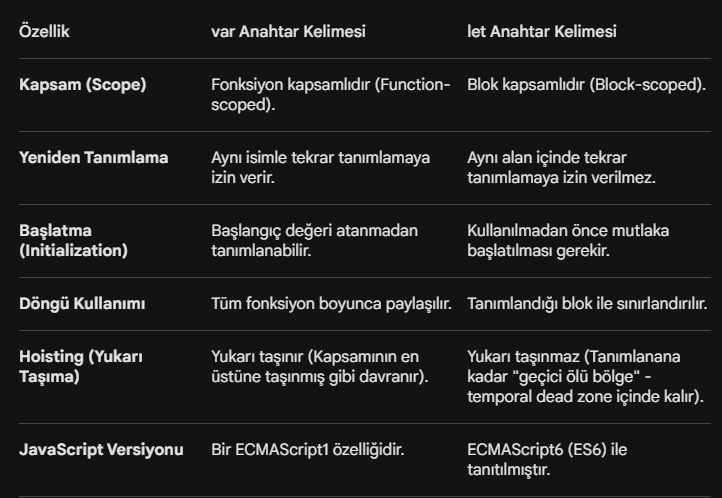 Özellik
var Anahtar Kelimesi
let Anahtar Kelimesi
Kapsam (Scope)
Fonksiyon kapsamlıdır (Function-
scoped).
Blok kapsamlıdır (Block-scoped).
Yeniden Tanımlama
Aynı isimle tekrar tanımlamaya
izin verir.
Aynı alan içinde tekrar
tanımlamaya izin verilmez.
Başlatma
(Initialization)
Başlangıç değeri atanmadan
tanımlanabilir.
Kullanılmadan önce mutlaka
başlatılması gerekir.
Döngü Kullanımı
Tüm fonksiyon boyunca paylaşılır.
Tanımlandığı blok ile sınırlandırılır.
Hoisting (Yukarı
Taşıma)
Yukarı taşınır (Kapsamının en
üstüne taşınmış gibi davranır).
Yukarı taşınmaz (Tanımlanana
kadar "geçici ölü bölge" -
temporal dead zone içinde kalır).
JavaScript Versiyonu
Bir ECMAScript1 özelliğidir.
ECMAScript6 (ES6) ile
tanıtılmıştır.